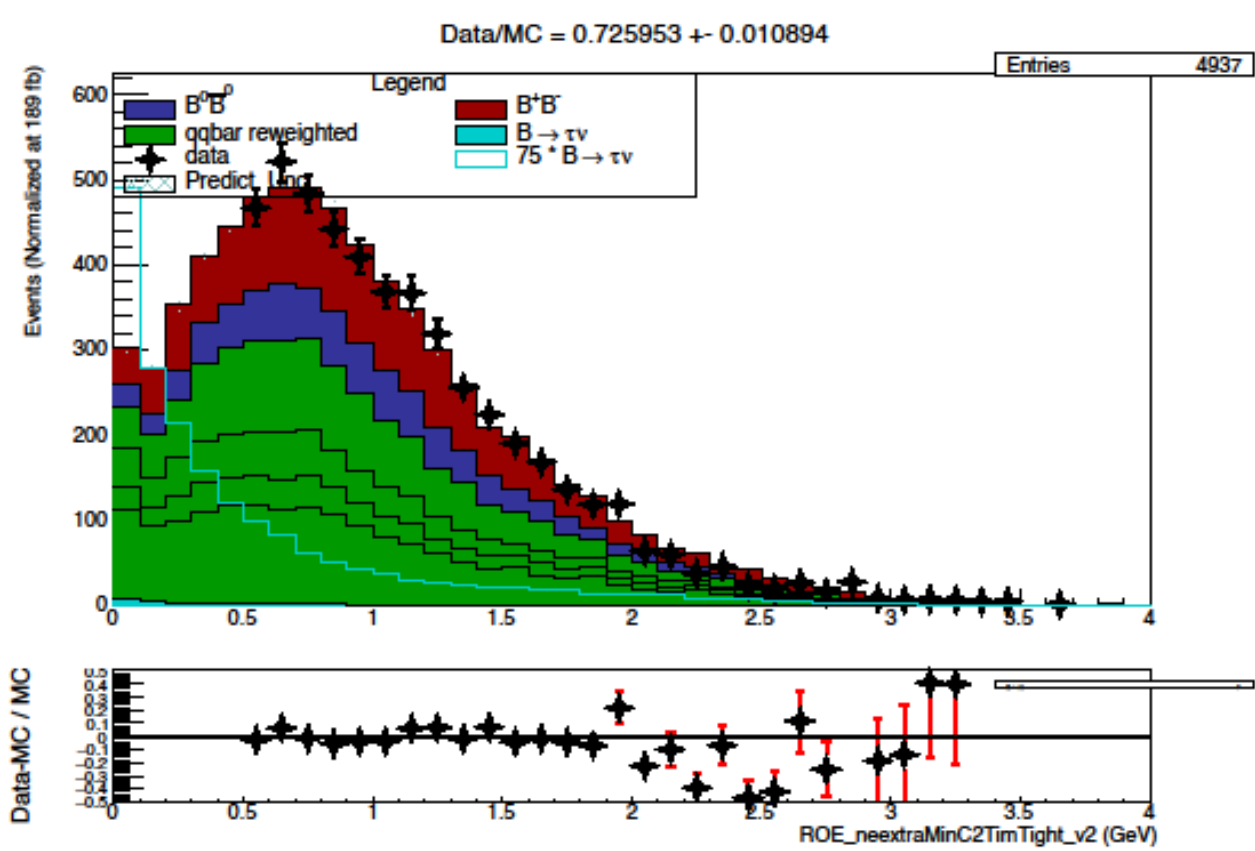 Data/MC = 0.725953 +- 0.010894
Entries 4937
Legend
B⁰B̅⁰ B⁺B⁻
qqbar reweighted B → τν
data 75 * B → τν
Predict. Unc.
Events (Normalized at 189 fb)
600
500
400
300
200
100
0
0 0.5 1 1.5 2 2.5 3 3.5 4
Data-MC / MC
0.5
0.4
0.3
0.2
0.1
0
−0.1
−0.2
−0.3
−0.4
−0.5
0 0.5 1 1.5 2 2.5 3 3.5 4
ROE_neextraMinC2TimTight_v2 (GeV)